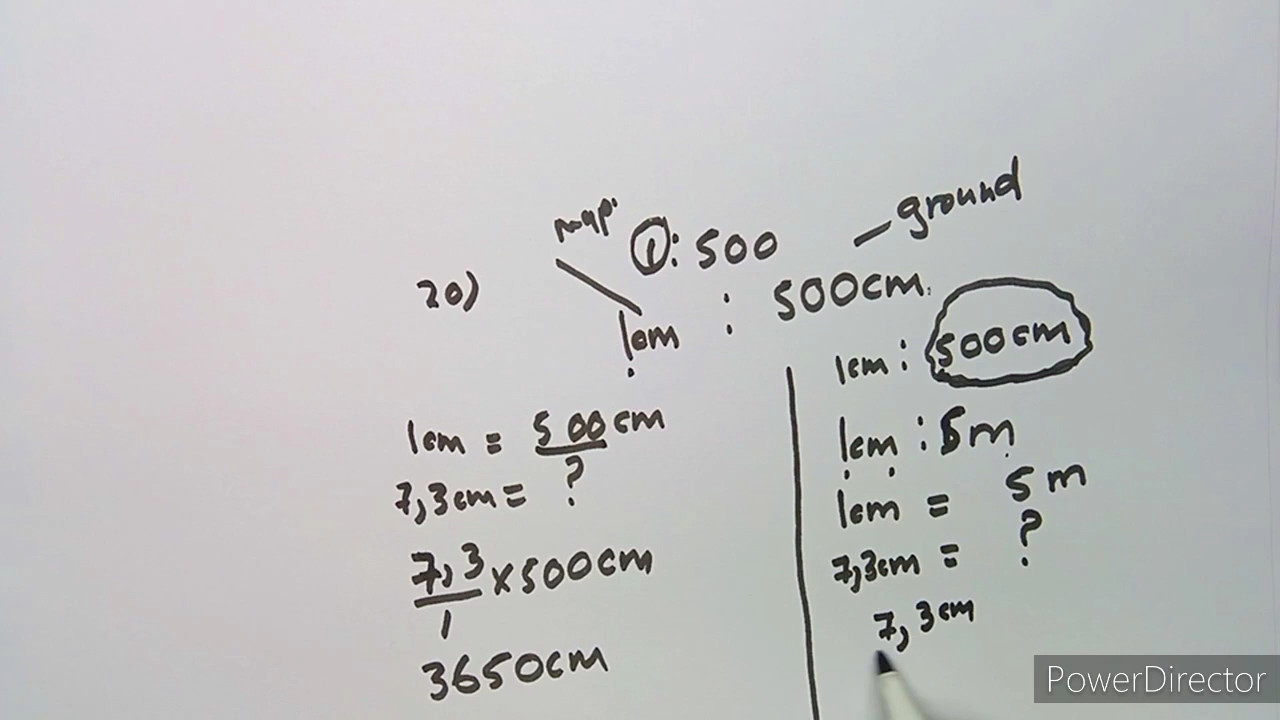 map
1: 500
ground
20)
1cm : 500cm
1cm = 500cm
7,3cm = ?
7,3/1 x 500cm
3650cm
1cm : 500cm
1cm : 5m
1cm = 5m
7,3cm = ?
7,3cm
PowerDirector